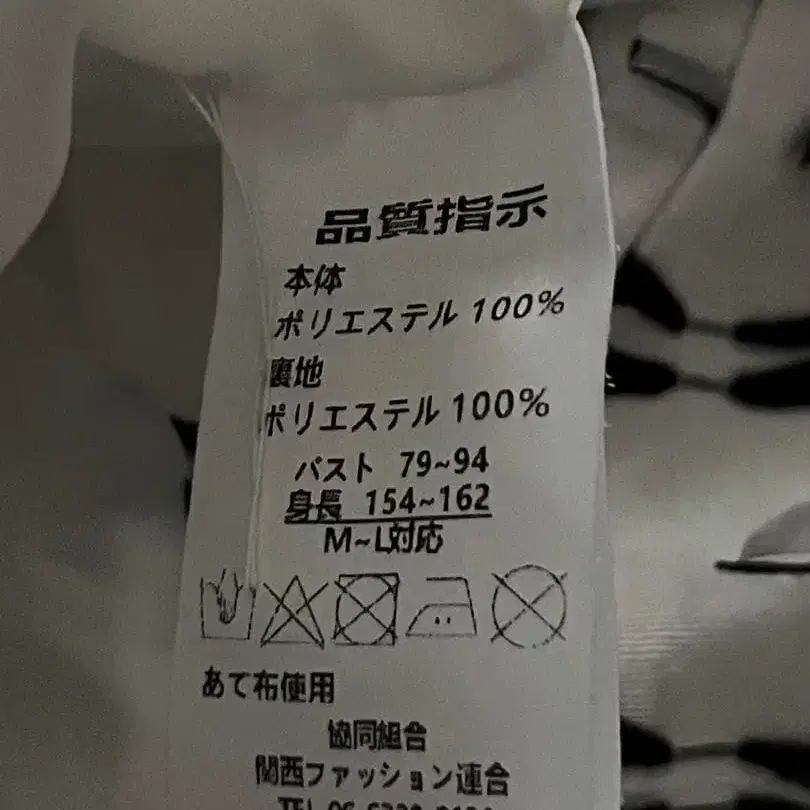 品質指示
本体
ポリエステル 100%
裏地
ポリエステル 100%
バスト 79~94
身長 154~162
M~L対応
あて布使用
協同組合
関西ファッション連合